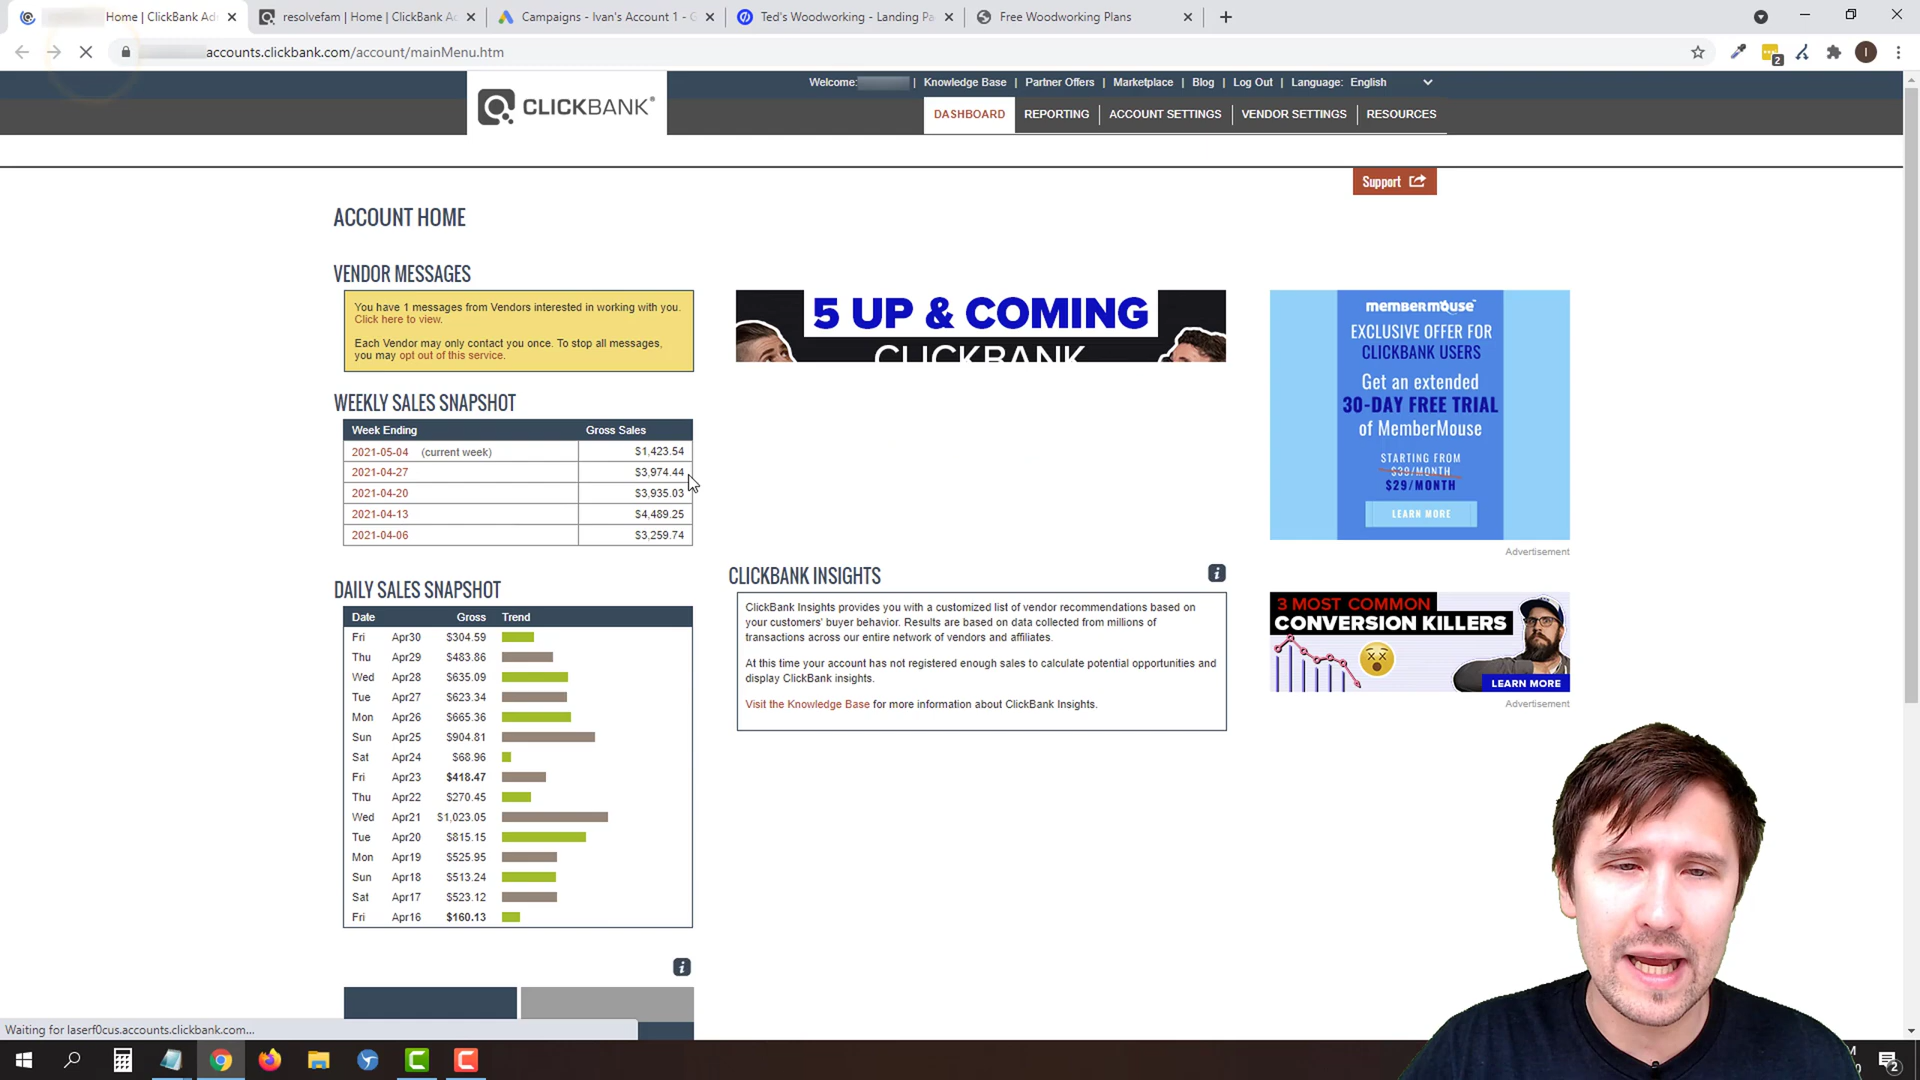 Home | ClickBank Ad
resolvefam | Home | ClickBank Ac
Campaigns - Ivan's Account 1 - G
Ted's Woodworking - Landing Pa
Free Woodworking Plans
accounts.clickbank.com/account/mainMenu.htm
2
I
Welcome: | Knowledge Base | Partner Offers | Marketplace | Blog | Log Out | Language: English
CLICKBANK®
DASHBOARD REPORTING ACCOUNT SETTINGS VENDOR SETTINGS RESOURCES
Support
ACCOUNT HOME
VENDOR MESSAGES
You have 1 messages from Vendors interested in working with you.
Click here to view.
Each Vendor may only contact you once. To stop all messages,
you may opt out of this service.
WEEKLY SALES SNAPSHOT
Week Ending Gross Sales
2021-05-04 (current week) $1,423.54
2021-04-27 $3,974.44
2021-04-20 $3,935.03
2021-04-13 $4,489.25
2021-04-06 $3,259.74
DAILY SALES SNAPSHOT
Date Gross Trend
Fri Apr30 $304.59
Thu Apr29 $483.86
Wed Apr28 $635.09
Tue Apr27 $623.34
Mon Apr26 $665.36
Sun Apr25 $904.81
Sat Apr24 $68.96
Fri Apr23 $418.47
Thu Apr22 $270.45
Wed Apr21 $1,023.05
Tue Apr20 $815.15
Mon Apr19 $525.95
Sun Apr18 $513.24
Sat Apr17 $523.12
Fri Apr16 $160.13
5 UP & COMING
CLICKBANK
CLICKBANK INSIGHTS
ClickBank Insights provides you with a customized list of vendor recommendations based on
your customers' buyer behavior. Results are based on data collected from millions of
transactions across our entire network of vendors and affiliates.
At this time your account has not registered enough sales to calculate potential opportunities and
display ClickBank insights.
Visit the Knowledge Base for more information about ClickBank Insights.
membermouse
EXCLUSIVE OFFER FOR
CLICKBANK USERS
Get an extended
30-DAY FREE TRIAL
of MemberMouse
STARTING FROM
$39/MONTH
$29/MONTH
LEARN MORE
Advertisement
3 MOST COMMON
CONVERSION KILLERS
LEARN MORE
Advertisement
Waiting for laserf0cus.accounts.clickbank.com...
M
0
2